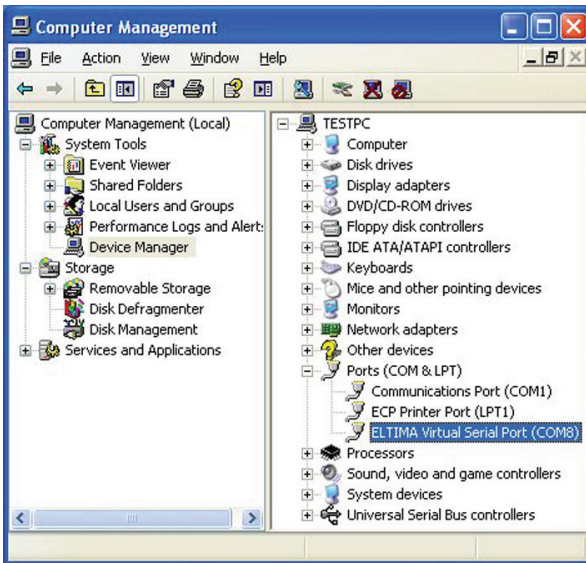 Computer Management
File Action View Window Help
Computer Management (Local)
System Tools
Event Viewer
Shared Folders
Local Users and Groups
Performance Logs and Alert:
Device Manager
Storage
Removable Storage
Disk Defragmenter
Disk Management
Services and Applications
TESTPC
Computer
Disk drives
Display adapters
DVD/CD-ROM drives
Floppy disk controllers
IDE ATA/ATAPI controllers
Keyboards
Mice and other pointing devices
Monitors
Network adapters
Other devices
Ports (COM & LPT)
Communications Port (COM1)
ECP Printer Port (LPT1)
ELTIMA Virtual Serial Port (COM8)
Processors
Sound, video and game controllers
System devices
Universal Serial Bus controllers